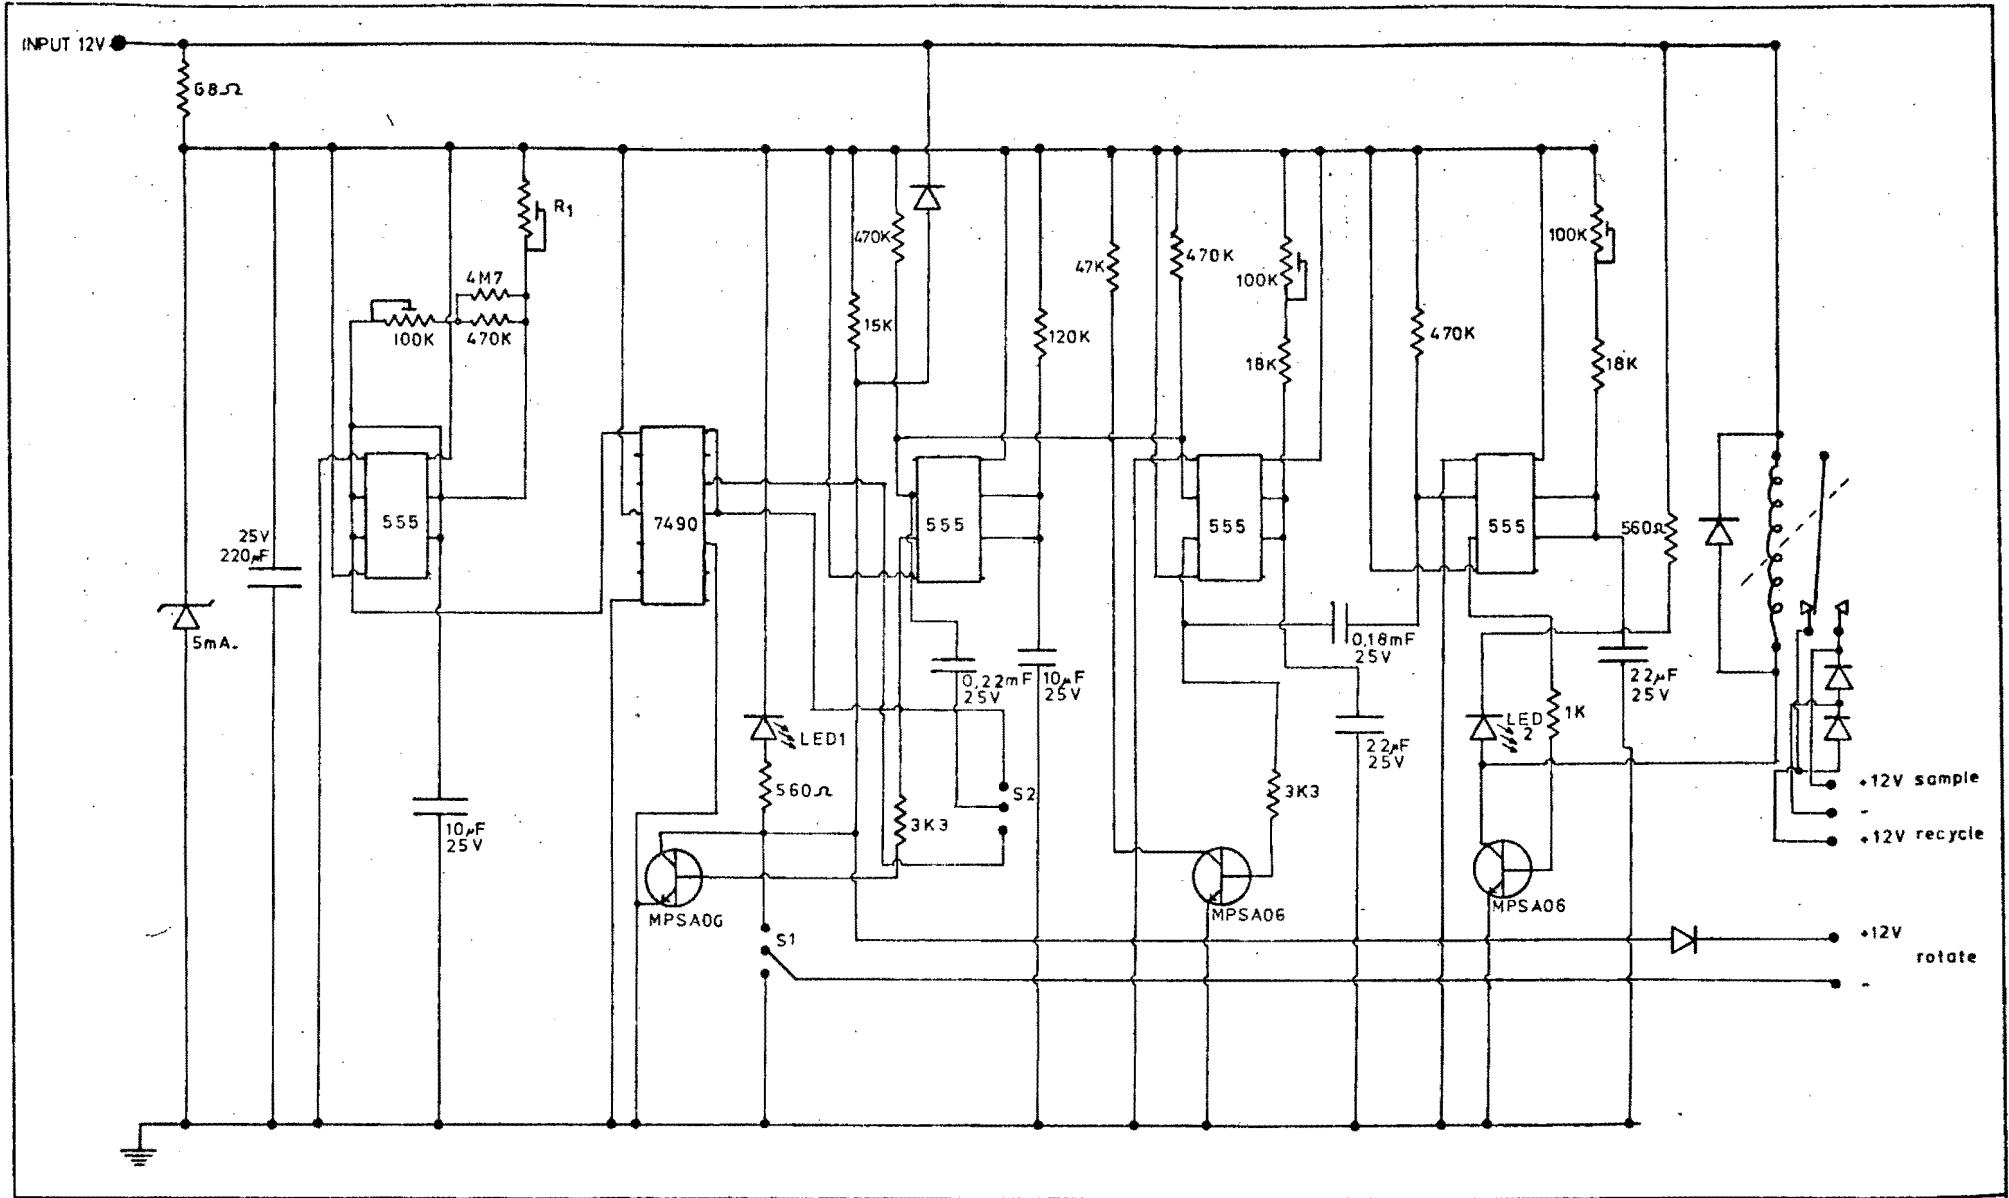 INPUT 12V
68Ω
R1
4M7
100K
470K
470K
15K
120K
47K
470K
100K
18K
470K
100K
18K
560Ω
25V
220µF
5mA.
555
7490
555
555
555
10µF
25V
LED1
560Ω
3K3
0,22mF
25V
10µF
25V
S2
0,18mF
25V
22µF
25V
3K3
LED
2
1K
22µF
25V
MPSA06
MPSA06
MPSA06
S1
+12V sample
-
+12V recycle
+12V
rotate
-